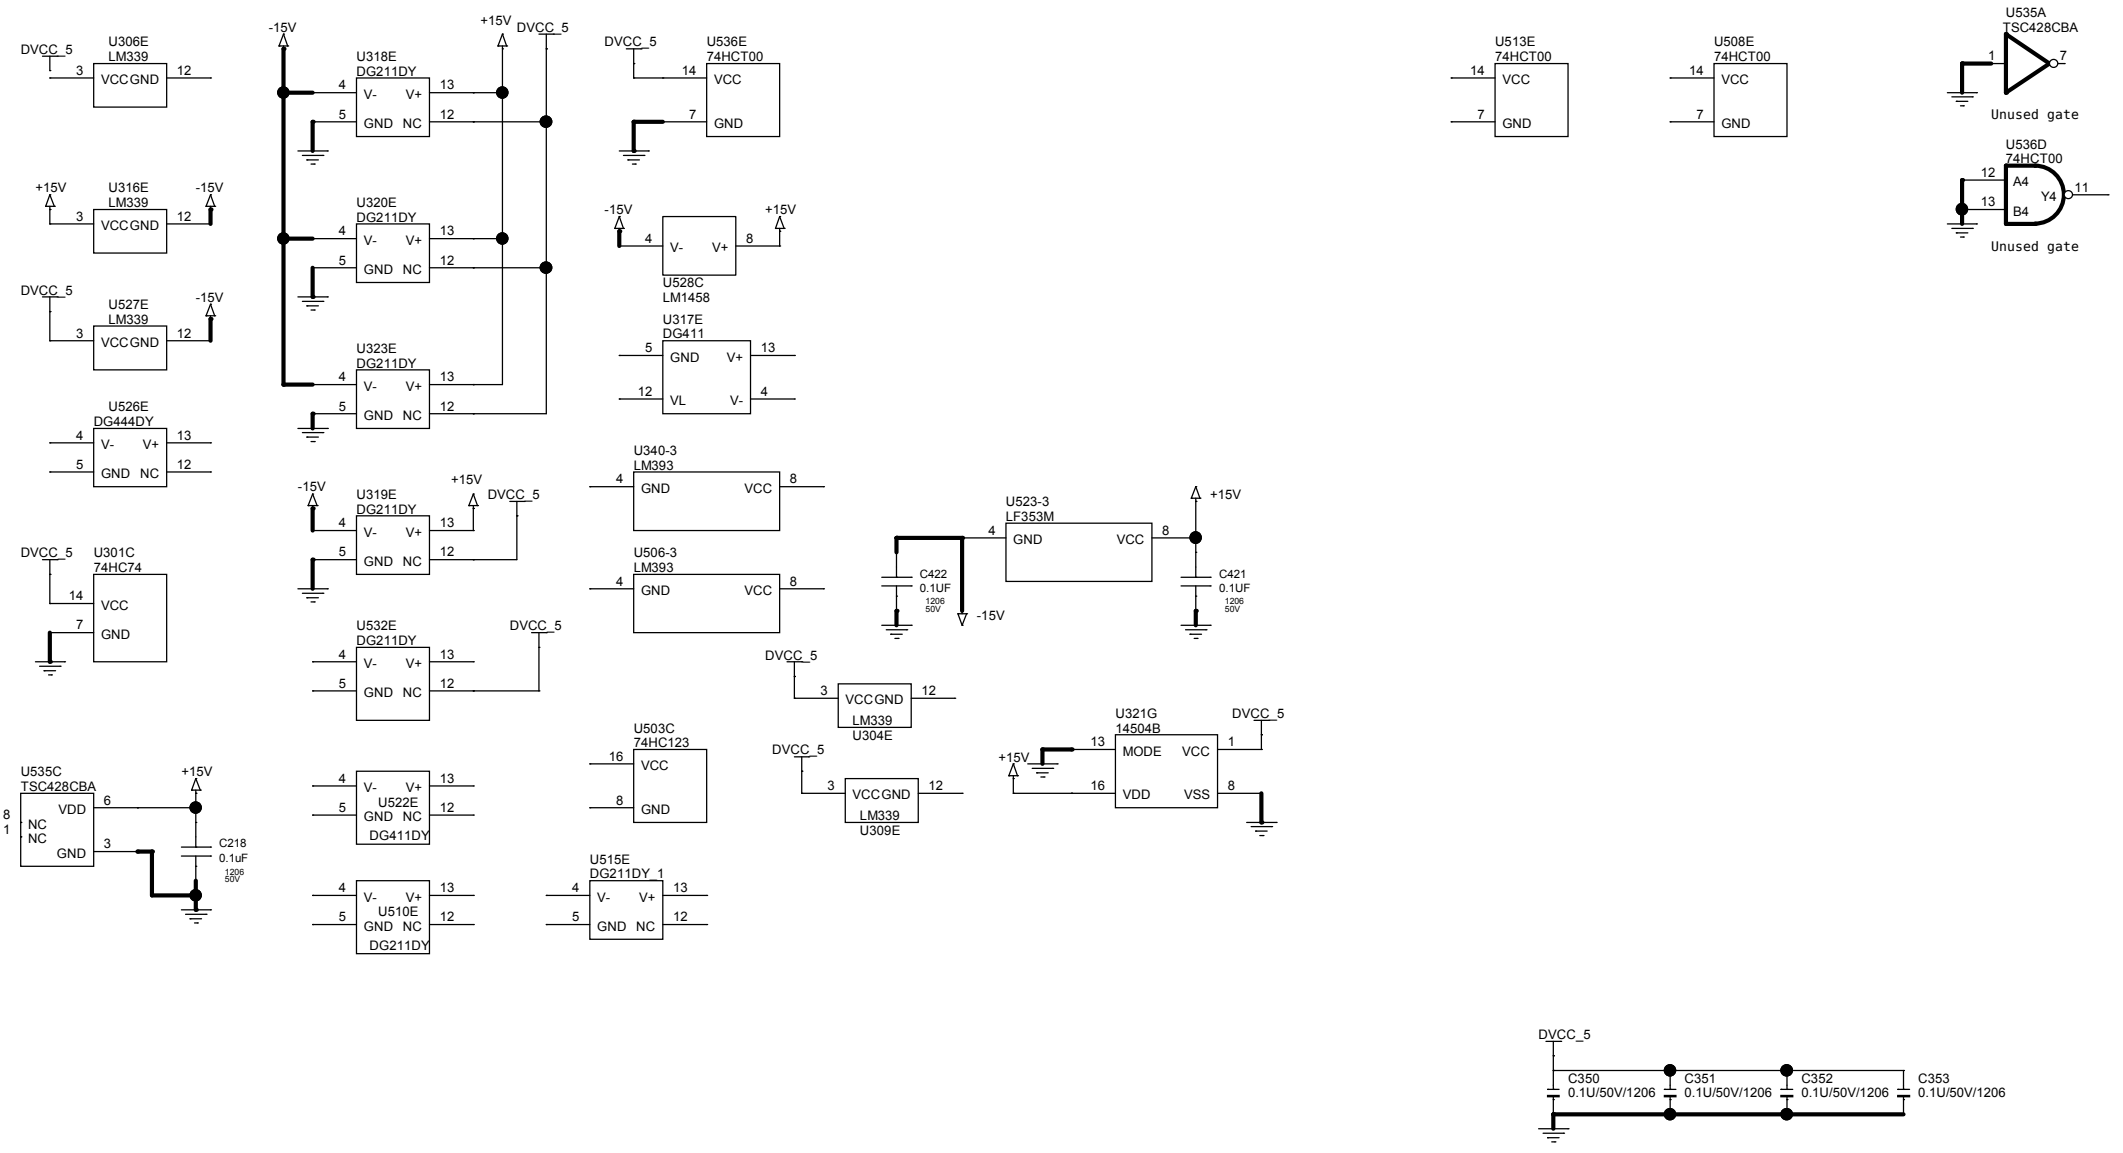 DVCC_5
U306E
LM339
3 VCC GND 12
+15V
U316E
LM339
-15V
3 VCC GND 12
DVCC_5
U527E
LM339
-15V
3 VCC GND 12
U526E
DG444DY
4 V- V+ 13
5 GND NC 12
DVCC_5
U301C
74HC74
14 VCC
7 GND
U535C
TSC428CBA
+15V
VDD 6
8 NC
1 NC
GND 3
C218
0.1uF
1206
50V
-15V
+15V
DVCC_5
U318E
DG211DY
4 V- V+ 13
5 GND NC 12
U320E
DG211DY
4 V- V+ 13
5 GND NC 12
U323E
DG211DY
4 V- V+ 13
5 GND NC 12
-15V
U319E
DG211DY
+15V
DVCC_5
4 V- V+ 13
5 GND NC 12
U532E
DG211DY
DVCC_5
4 V- V+ 13
5 GND NC 12
4 V- V+ 13
U522E
5 GND NC 12
DG411DY
4 V- V+ 13
U510E
5 GND NC 12
DG211DY
DVCC_5
U536E
74HCT00
14 VCC
7 GND
-15V
+15V
4 V- V+ 8
U528C
LM1458
U317E
DG411
5 GND V+ 13
12 VL V- 4
U340-3
LM393
4 GND VCC 8
U506-3
LM393
4 GND VCC 8
U503C
74HC123
16 VCC
8 GND
U515E
DG211DY_1
4 V- V+ 13
5 GND NC 12
U523-3
LF353M
+15V
4 GND VCC 8
C422
0.1UF
1206
50V
-15V
C421
0.1UF
1206
50V
DVCC_5
3 VCC GND 12
LM339
U304E
DVCC_5
3 VCC GND 12
LM339
U309E
U321G
14504B
DVCC_5
13 MODE VCC 1
+15V
16 VDD VSS 8
U513E
74HCT00
14 VCC
7 GND
U508E
74HCT00
14 VCC
7 GND
U535A
TSC428CBA
1 7
Unused gate
U536D
74HCT00
12 A4
Y4 11
13 B4
Unused gate
DVCC_5
C350
0.1U/50V/1206
C351
0.1U/50V/1206
C352
0.1U/50V/1206
C353
0.1U/50V/1206